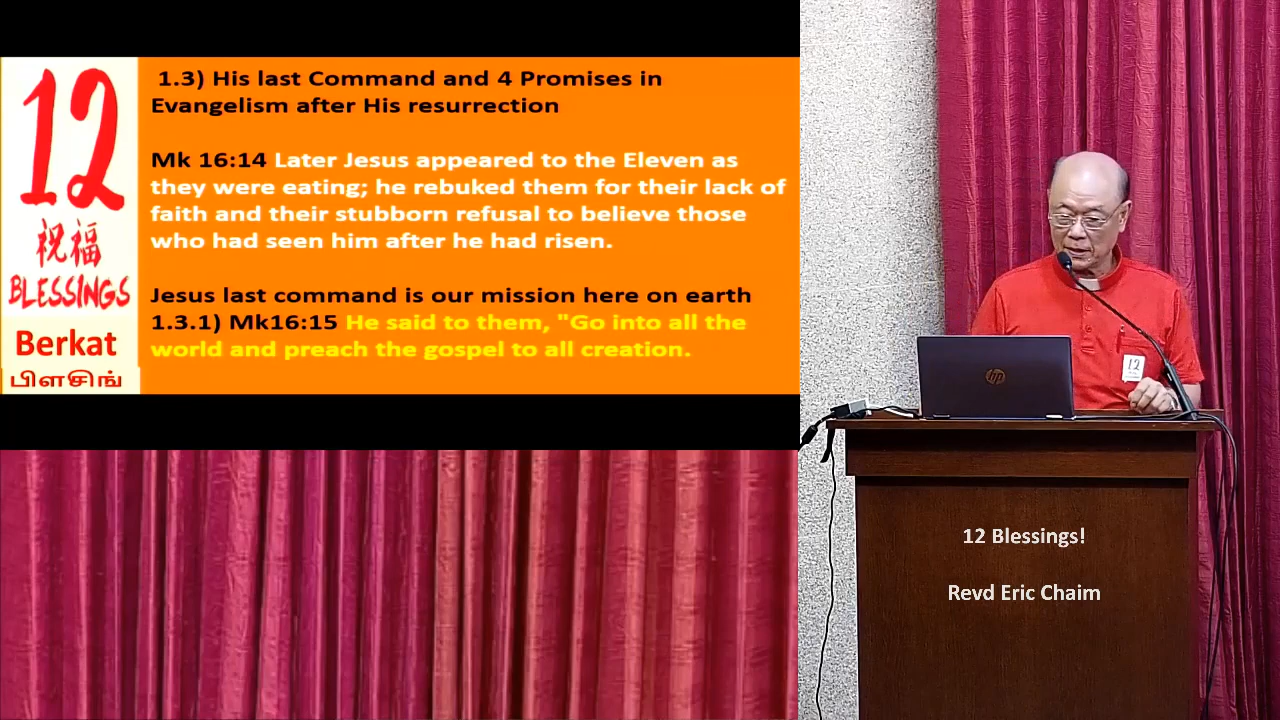 12
祝福
BLESSINGS
Berkat
பிளசிங்
1.3) His last Command and 4 Promises in
Evangelism after His resurrection
Mk 16:14 Later Jesus appeared to the Eleven as
they were eating; he rebuked them for their lack of
faith and their stubborn refusal to believe those
who had seen him after he had risen.
Jesus last command is our mission here on earth
1.3.1) Mk16:15 He said to them, "Go into all the
world and preach the gospel to all creation.
hp
12
12 Blessings!
Revd Eric Chaim